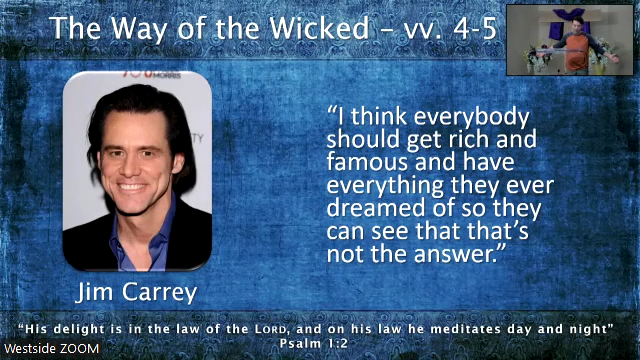 The Way of the Wicked – vv. 4-5
MORRIS
“I think everybody
should get rich and
famous and have
everything they ever
dreamed of so they
can see that that’s
not the answer.”
Jim Carrey
“His delight is in the law of the LORD, and on his law he meditates day and night”
Psalm 1:2
Westside ZOOM